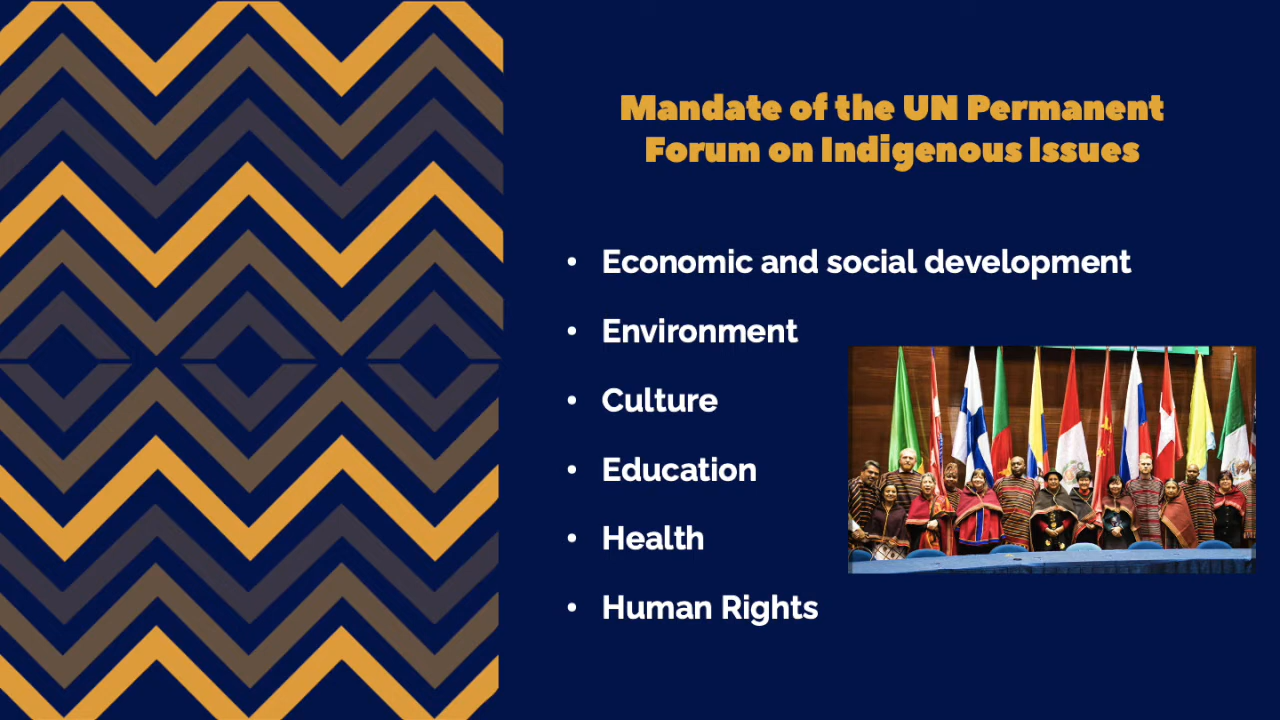 Mandate of the UN Permanent
Forum on Indigenous Issues
• Economic and social development
• Environment
• Culture
• Education
• Health
• Human Rights